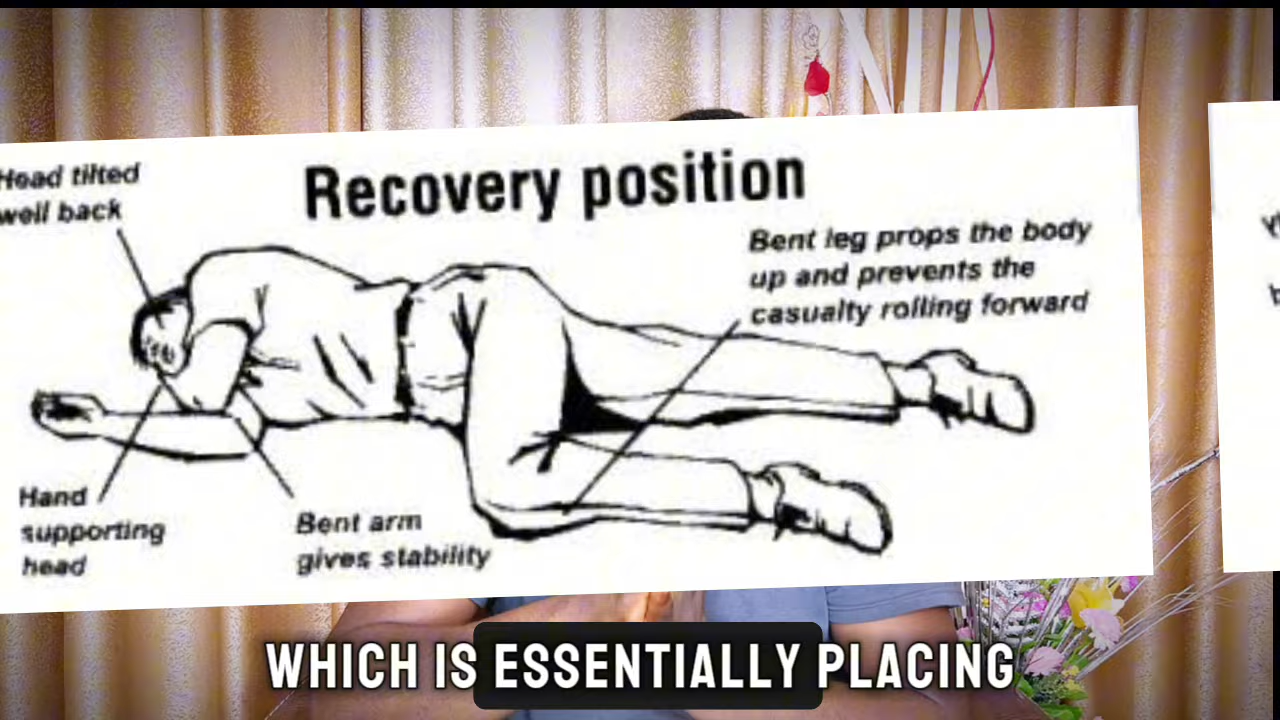 Head tilted
well back
Recovery position
Bent leg props the body
up and prevents the
casualty rolling forward
Hand
supporting
head
Bent arm
gives stability
WHICH IS ESSENTIALLY PLACING